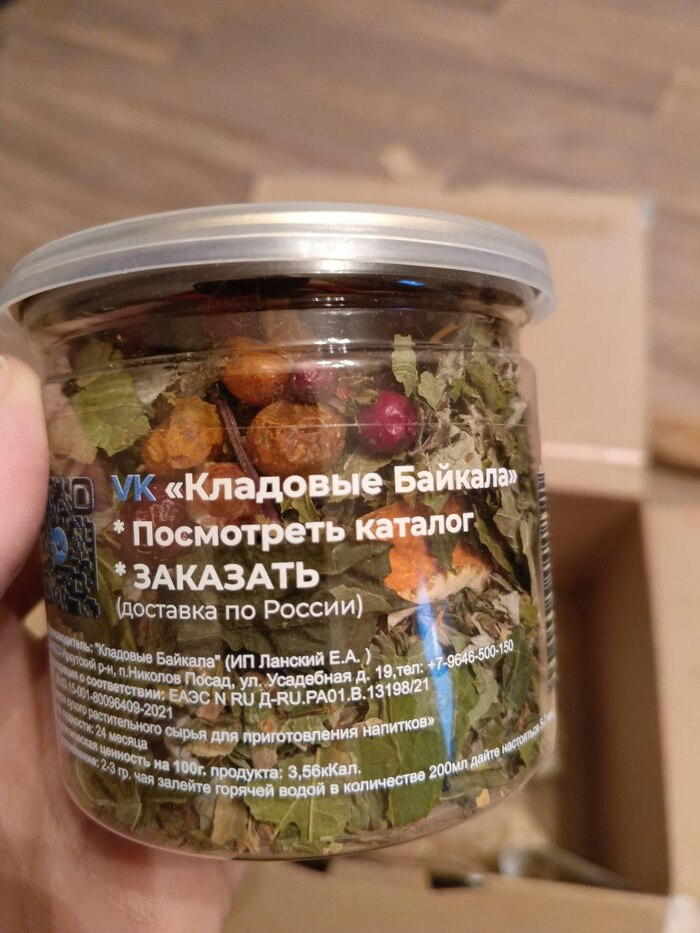 VK «Кладовые Байкала»
* Посмотреть каталог
* ЗАКАЗАТЬ
(доставка по России)
"Кладовые Байкала" (ИП Ланский Е.А. )
р-н, п.Николов Посад, ул. Усадебная д. 19,тел: +7-9646-500-150
о соответствии: ЕАЭС N RU Д-RU.РА01.В.13198/21
растительного сырья для приготовления напитков»
24 месяца
ценность на 100г. продукта: 3,56кКал.
2-3 гр. чая залейте горячей водой в количестве 200мл дайте настояться